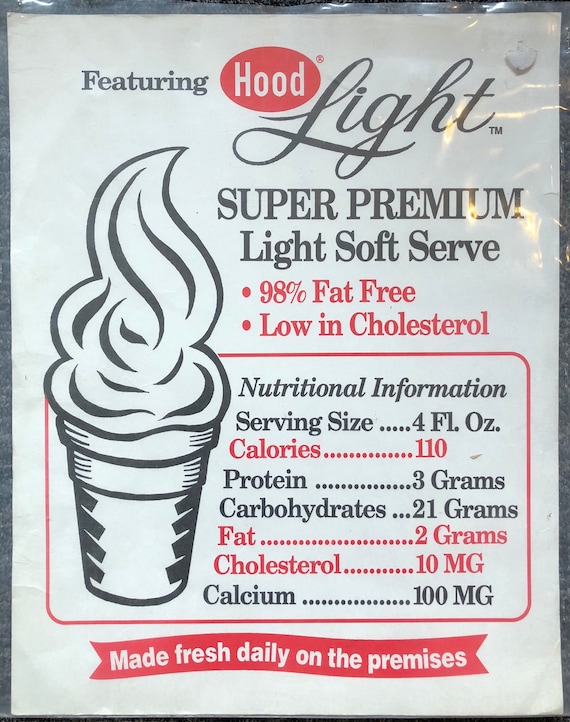 Featuring Hood® Light™
SUPER PREMIUM
Light Soft Serve
• 98% Fat Free
• Low in Cholesterol
Nutritional Information
Serving Size .....4 Fl. Oz.
Calories...............110
Protein ................3 Grams
Carbohydrates ...21 Grams
Fat ..........................2 Grams
Cholesterol............10 MG
Calcium ..................100 MG
Made fresh daily on the premises